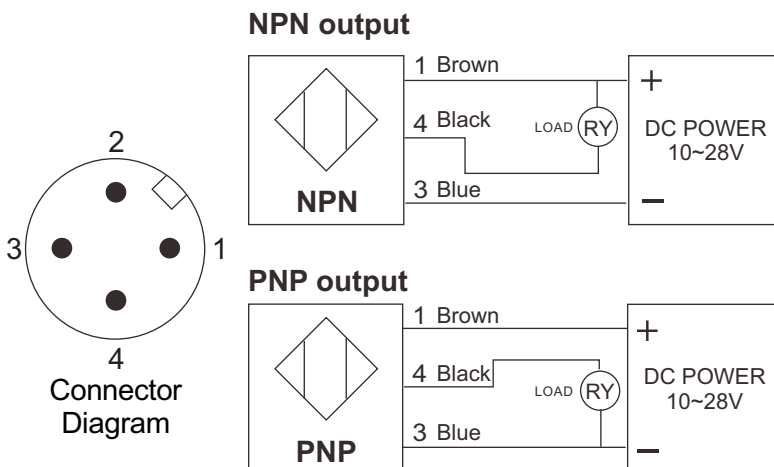 NPN output
1 Brown
4 Black
3 Blue
NPN
LOAD RY
+
DC POWER
10~28V
−
2
3
1
4
Connector
Diagram
PNP output
1 Brown
4 Black
3 Blue
PNP
LOAD RY
+
DC POWER
10~28V
−